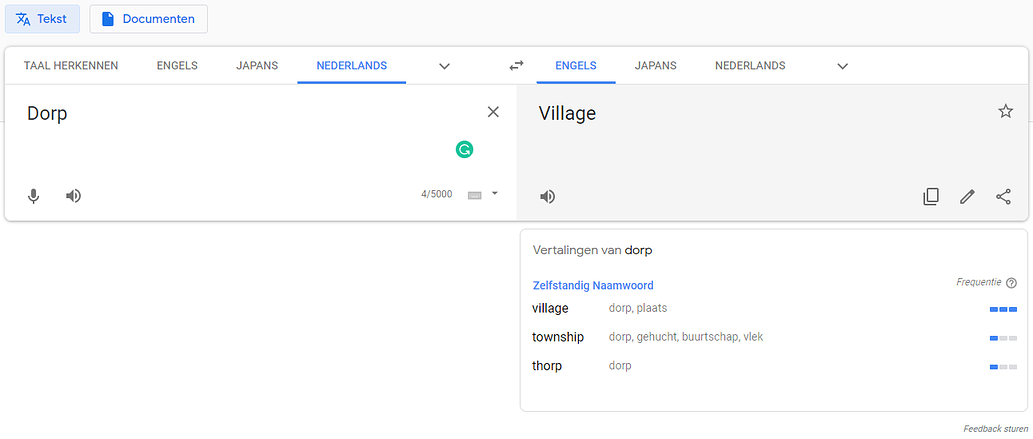 Tekst Documenten
TAAL HERKENNEN ENGELS JAPANS NEDERLANDS ENGELS JAPANS NEDERLANDS
Dorp Village
4/5000
Vertalingen van dorp
Zelfstandig Naamwoord Frequentie
village dorp, plaats
township dorp, gehucht, buurtschap, vlek
thorp dorp
Feedback sturen